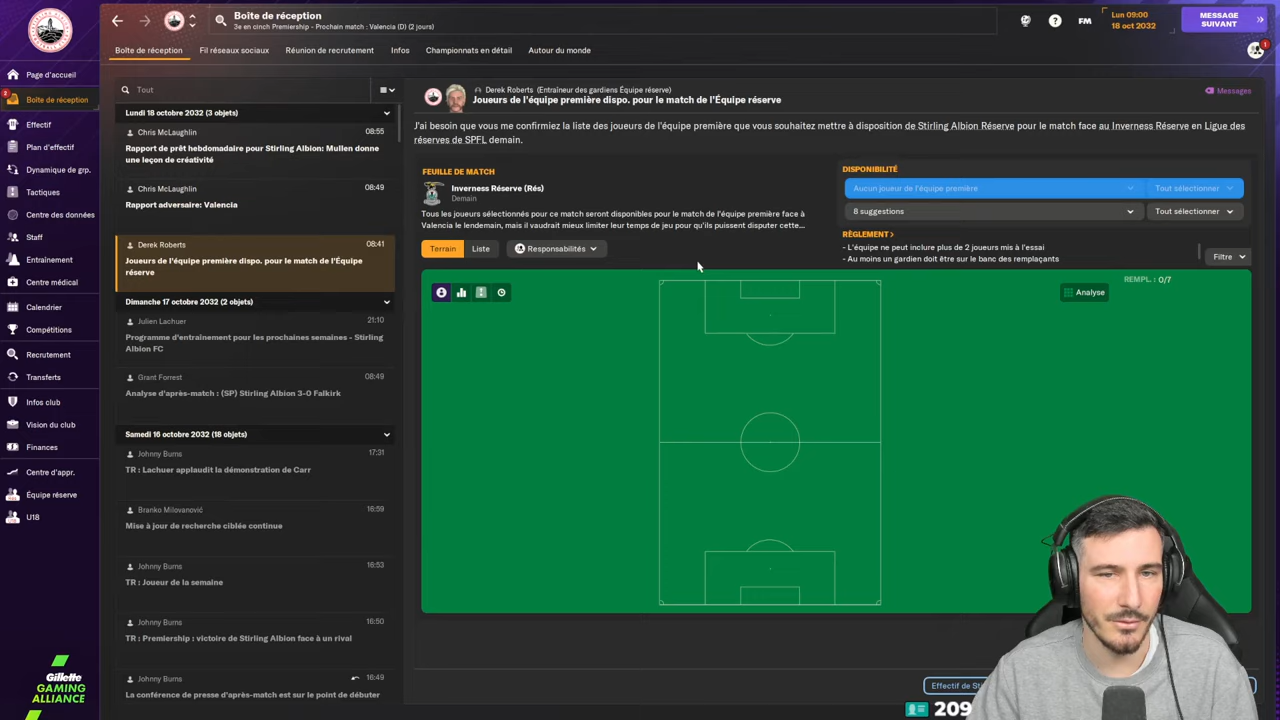 Boîte de réception
3e en cinch Premiership - Prochain match : Valencia (D) (2 jours)
FM
Lun 09:00
18 oct 2032
MESSAGE SUIVANT
Boîte de réception
Fil réseaux sociaux
Réunion de recrutement
Infos
Championnats en détail
Autour du monde
1
Page d'accueil
3
Boîte de réception
Effectif
Plan d'effectif
Dynamique de grp.
Tactiques
Centre des données
Staff
Entraînement
Centre médical
Calendrier
Compétitions
Recrutement
Transferts
Infos club
Vision du club
Finances
Centre d'appr.
Équipe réserve
U18
Gillette
GAMING
ALLIANCE
Tout
Lundi 18 octobre 2032 (3 objets)
Chris McLaughlin 08:55
Rapport de prêt hebdomadaire pour Stirling Albion: Mullen donne
une leçon de créativité
Chris McLaughlin 08:49
Rapport adversaire: Valencia
Derek Roberts 08:41
Joueurs de l'équipe première dispo. pour le match de l'Équipe
réserve
Dimanche 17 octobre 2032 (2 objets)
Julien Lachuer 21:10
Programme d'entraînement pour les prochaines semaines - Stirling
Albion FC
Grant Forrest 08:49
Analyse d'après-match : (SP) Stirling Albion 3-0 Falkirk
Samedi 16 octobre 2032 (18 objets)
Johnny Burns 17:31
TR : Lachuer applaudit la démonstration de Carr
Branko Milovanović 16:59
Mise à jour de recherche ciblée continue
Johnny Burns 16:53
TR : Joueur de la semaine
Johnny Burns 16:50
TR : Premiership : victoire de Stirling Albion face à un rival
Johnny Burns 16:49
La conférence de presse d'après-match est sur le point de débuter
Derek Roberts (Entraîneur des gardiens Équipe réserve)
Joueurs de l'équipe première dispo. pour le match de l'Équipe réserve
Messages
J'ai besoin que vous me confirmiez la liste des joueurs de l'équipe première que vous souhaitez mettre à disposition de Stirling Albion Réserve pour le match face au Inverness Réserve en Ligue des
réserves de SPFL demain.
FEUILLE DE MATCH
Inverness Réserve (Rés)
Demain
Tous les joueurs sélectionnés pour ce match seront disponibles pour le match de l'équipe première face à
Valencia le lendemain, mais il vaudrait mieux limiter leur temps de jeu pour qu'ils puissent disputer cette...
Terrain
Liste
Responsabilités
DISPONIBILITÉ
Aucun joueur de l'équipe première
Tout sélectionner
8 suggestions
Tout sélectionner
RÈGLEMENT
- L'équipe ne peut inclure plus de 2 joueurs mis à l'essai
- Au moins un gardien doit être sur le banc des remplaçants
Filtre
REMPL. : 0/7
Analyse
Effectif de
209